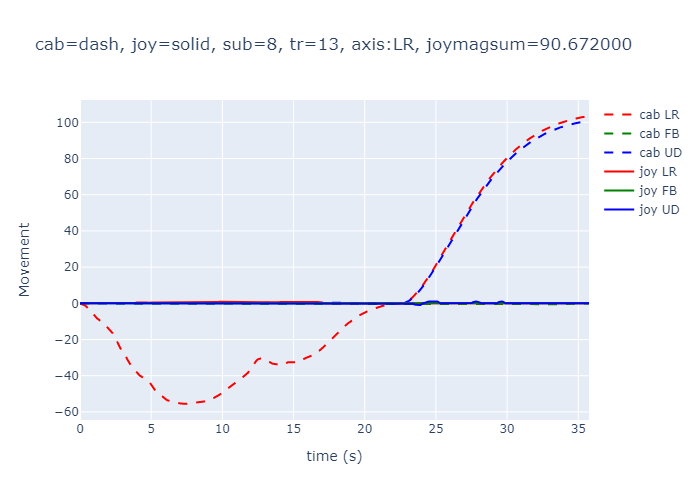 cab=dash, joy=solid, sub=8, tr=13, axis:LR, joymagsum=90.672000
cab LR
cab FB
cab UD
joy LR
joy FB
joy UD
Movement
100
80
60
40
20
0
−20
−40
−60
0 5 10 15 20 25 30 35
time (s)